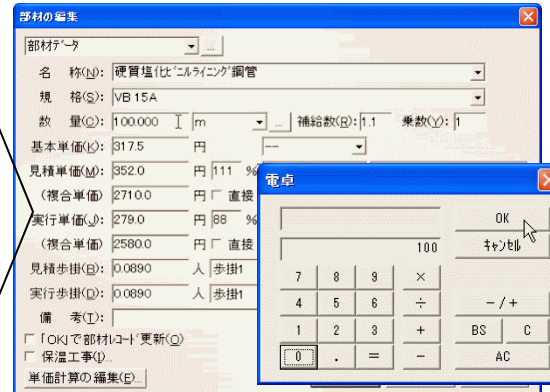 部材の編集
部材ﾃﾞｰﾀ ...
名 称(N): 硬質塩化ﾋﾞﾆﾙﾗｲﾆﾝｸﾞ鋼管
規 格(S): VB 15A
数 量(C): 100.000 m ... 補給数(R): 1.1 乗数(Y): 1
基本単価(K): 317.5 円 --
見積単価(M): 352.0 円 111 %
(複合単価) 2710.0 円 直接
実行単価(J): 279.0 円 88 %
(複合単価) 2580.0 円 直接
見積歩掛(B): 0.0890 人 歩掛1
実行歩掛(D): 0.0890 人 歩掛1
備 考(T):
「OK」で部材ﾚｺｰﾄﾞ更新(O)
保温工事(I)...
単価計算の編集(E)...
電卓
OK
100 ｷｬﾝｾﾙ
7 8 9 ×
4 5 6 ÷ -/+
1 2 3 + BS C
0 . = - AC